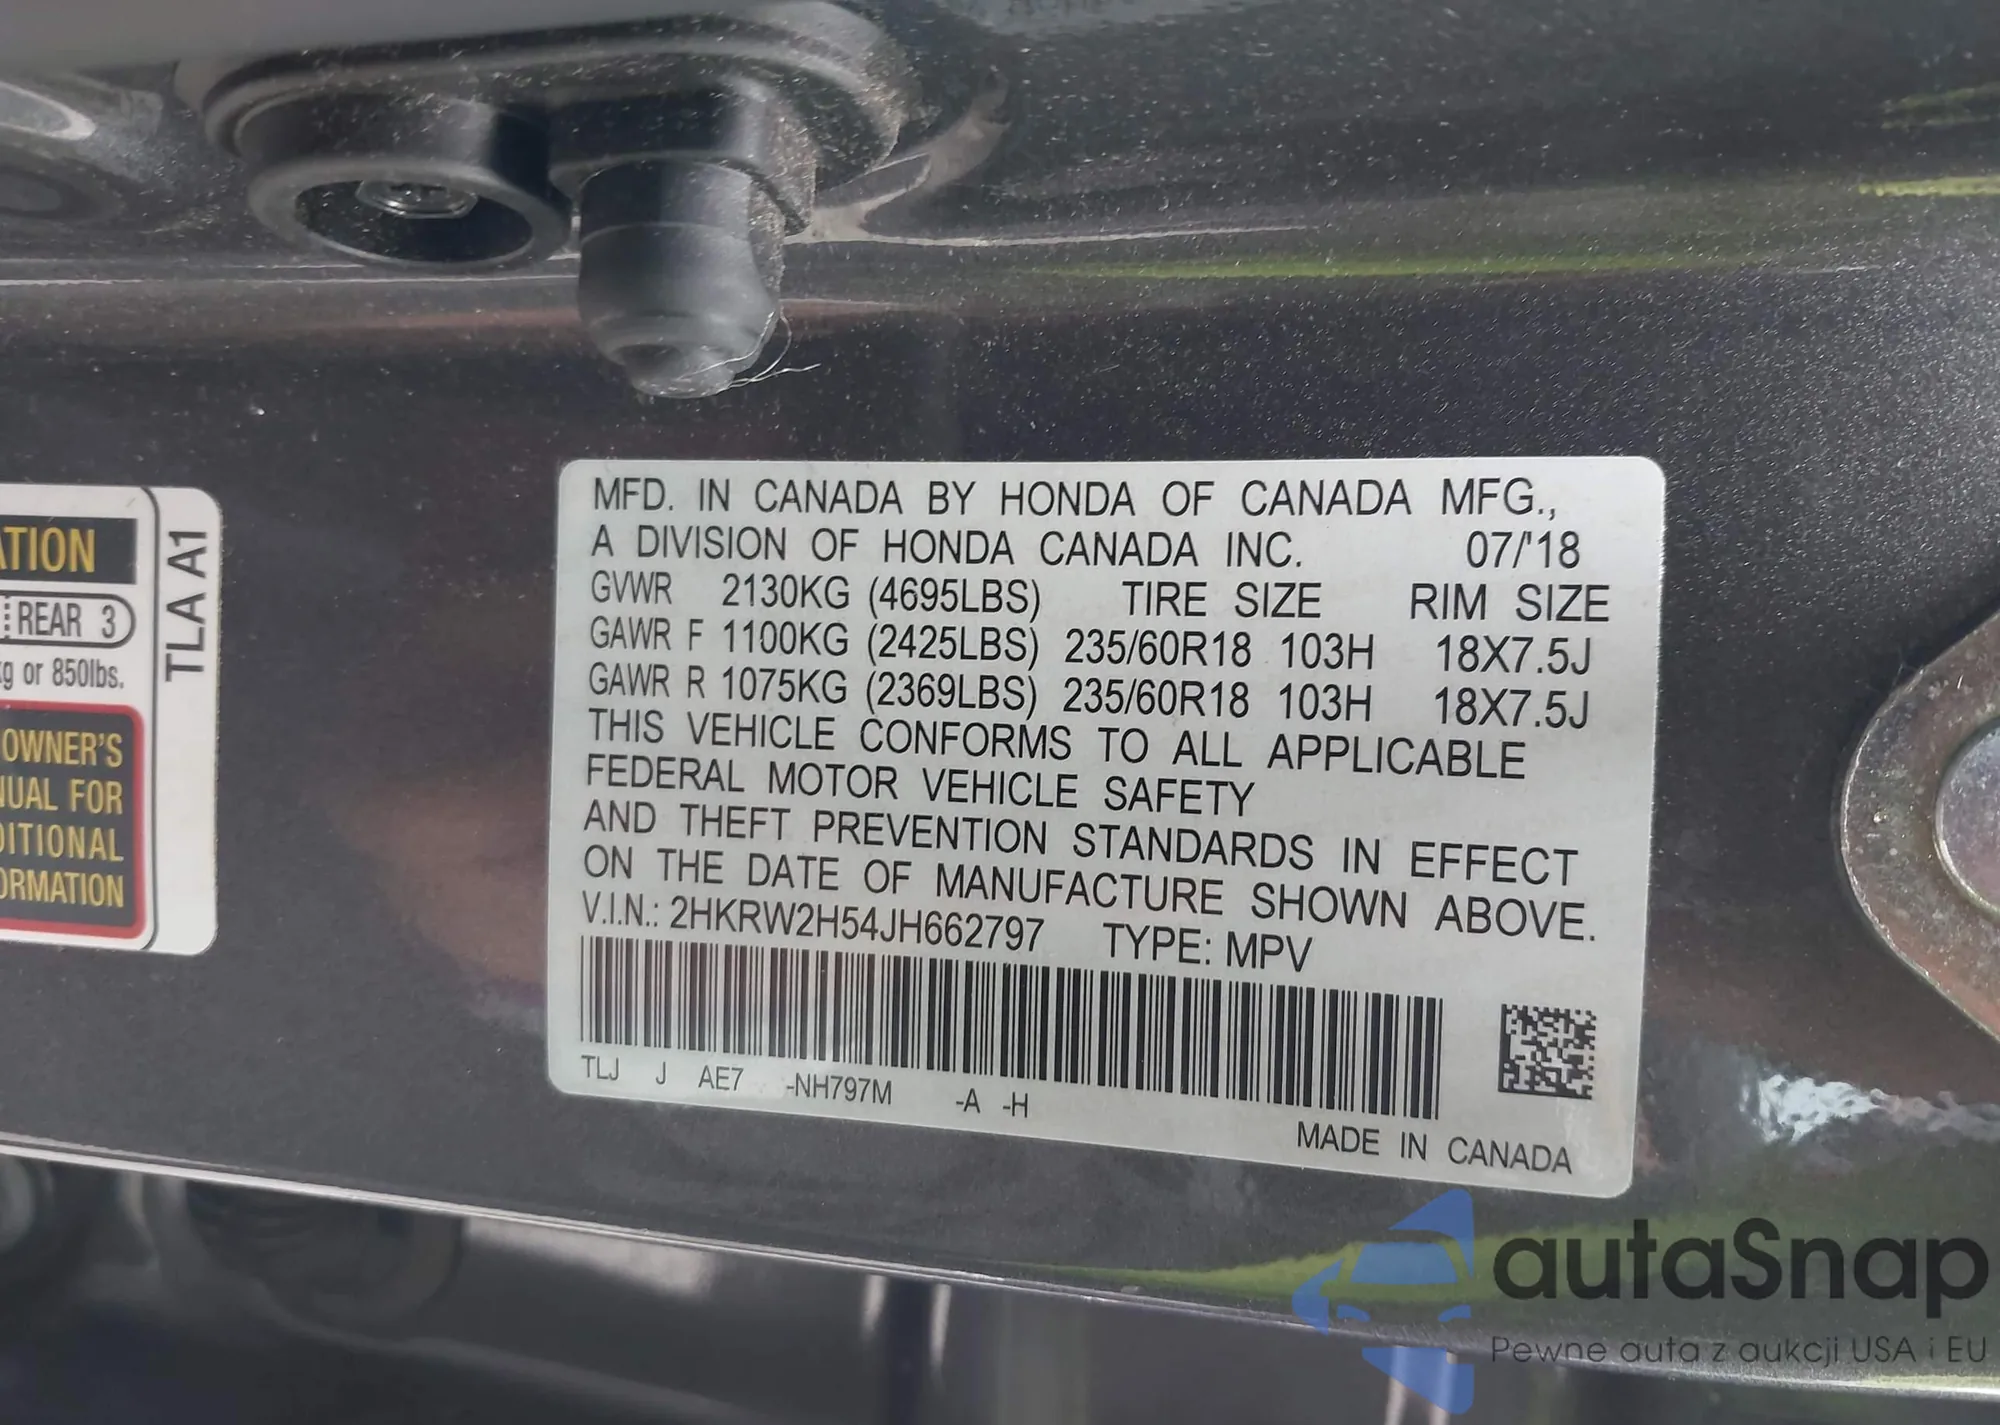 ATION
REAR 3
kg or 850lbs.
OWNER'S
NUAL FOR
DITIONAL
ORMATION
TLA A1
MFD. IN CANADA BY HONDA OF CANADA MFG.,
A DIVISION OF HONDA CANADA INC. 07/'18
GVWR 2130KG (4695LBS) TIRE SIZE RIM SIZE
GAWR F 1100KG (2425LBS) 235/60R18 103H 18X7.5J
GAWR R 1075KG (2369LBS) 235/60R18 103H 18X7.5J
THIS VEHICLE CONFORMS TO ALL APPLICABLE
FEDERAL MOTOR VEHICLE SAFETY
AND THEFT PREVENTION STANDARDS IN EFFECT
ON THE DATE OF MANUFACTURE SHOWN ABOVE.
V.I.N.: 2HKRW2H54JH662797 TYPE: MPV
TLJ J AE7 -NH797M -A -H
MADE IN CANADA
autaSnap
Pewne auta z aukcji USA i EU